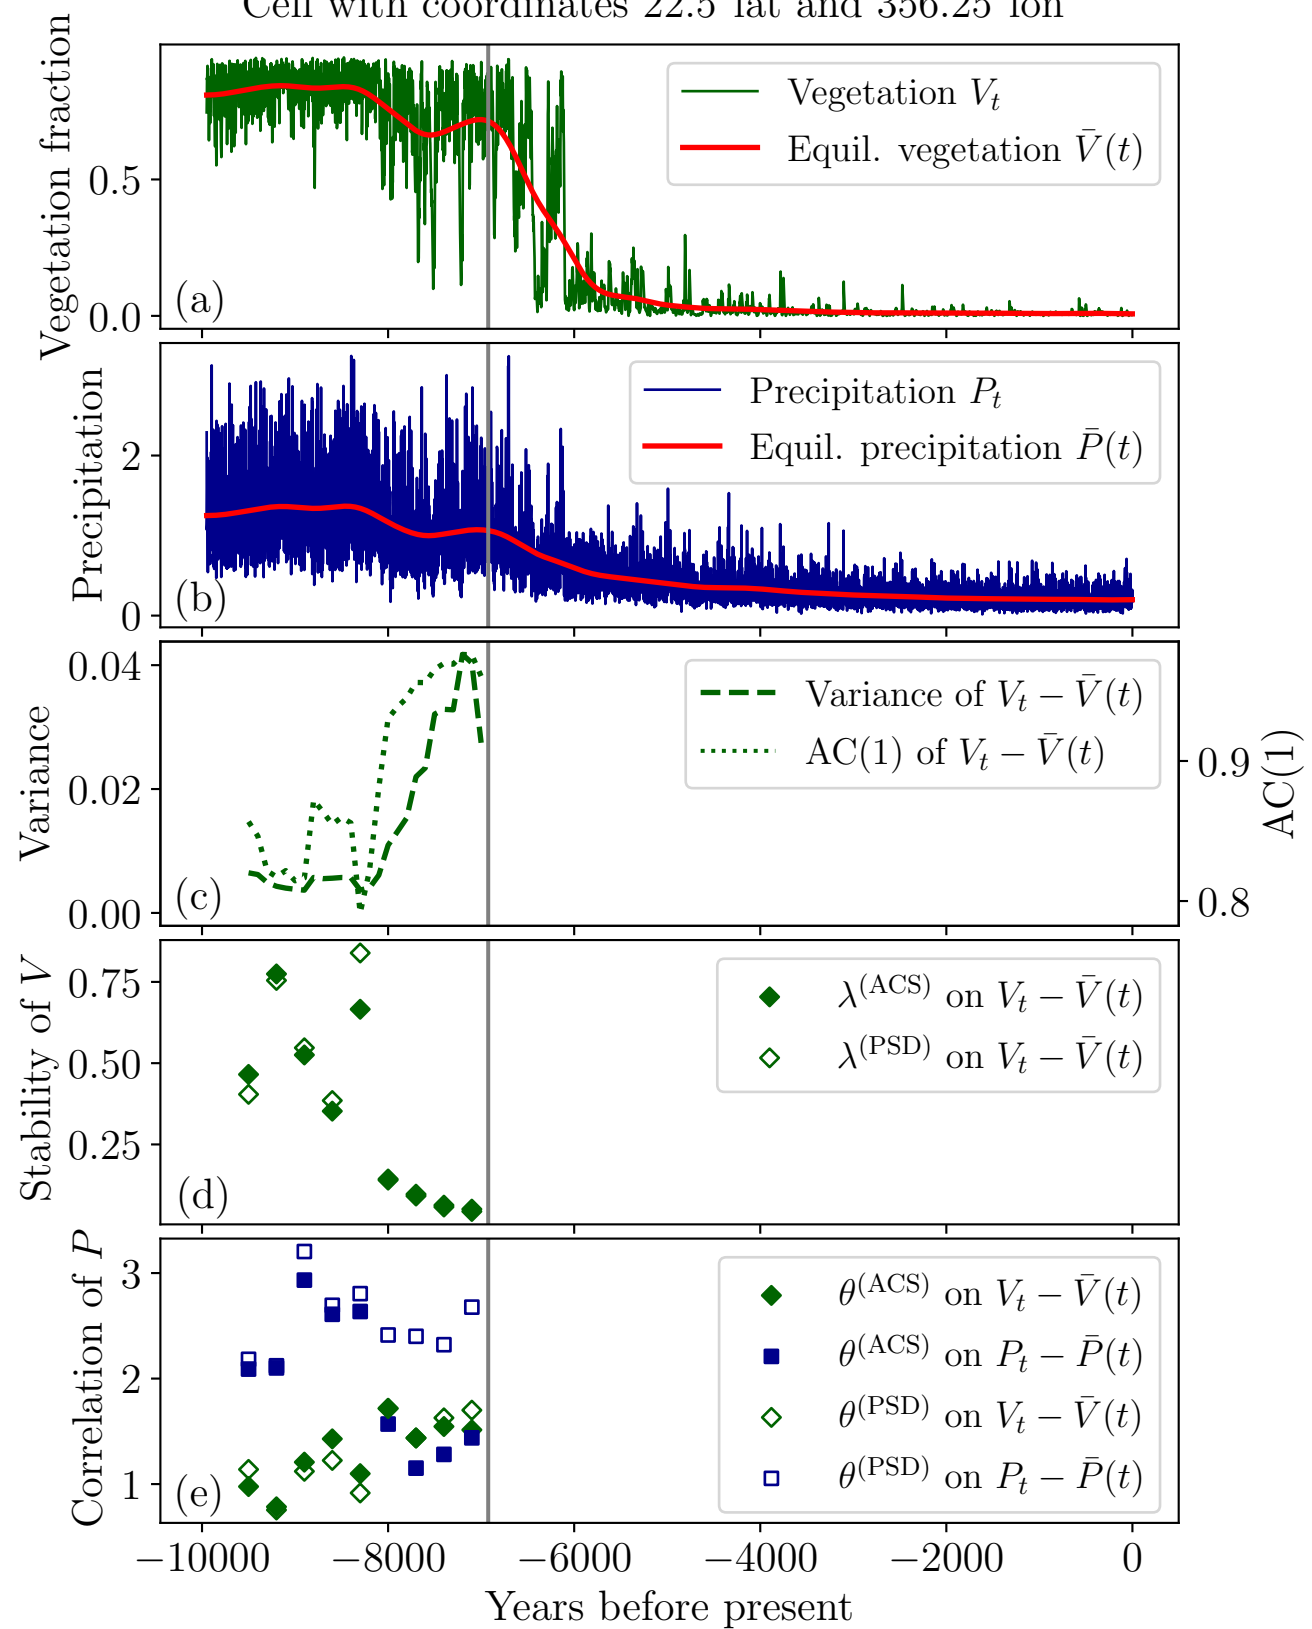 Cell with coordinates 22.5 lat and 356.25 lon
Vegetation fraction
0.5
0.0
(a)
Vegetation V_t
Equil. vegetation V̄(t)
Precipitation
2
0
(b)
Precipitation P_t
Equil. precipitation P̄(t)
Variance
0.04
0.02
0.00
(c)
Variance of V_t − V̄(t)
AC(1) of V_t − V̄(t)
0.9
0.8
AC(1)
Stability of V
0.75
0.50
0.25
(d)
λ^(ACS) on V_t − V̄(t)
λ^(PSD) on V_t − V̄(t)
Correlation of P
3
2
1
(e)
θ^(ACS) on V_t − V̄(t)
θ^(ACS) on P_t − P̄(t)
θ^(PSD) on V_t − V̄(t)
θ^(PSD) on P_t − P̄(t)
−10000 −8000 −6000 −4000 −2000 0
Years before present